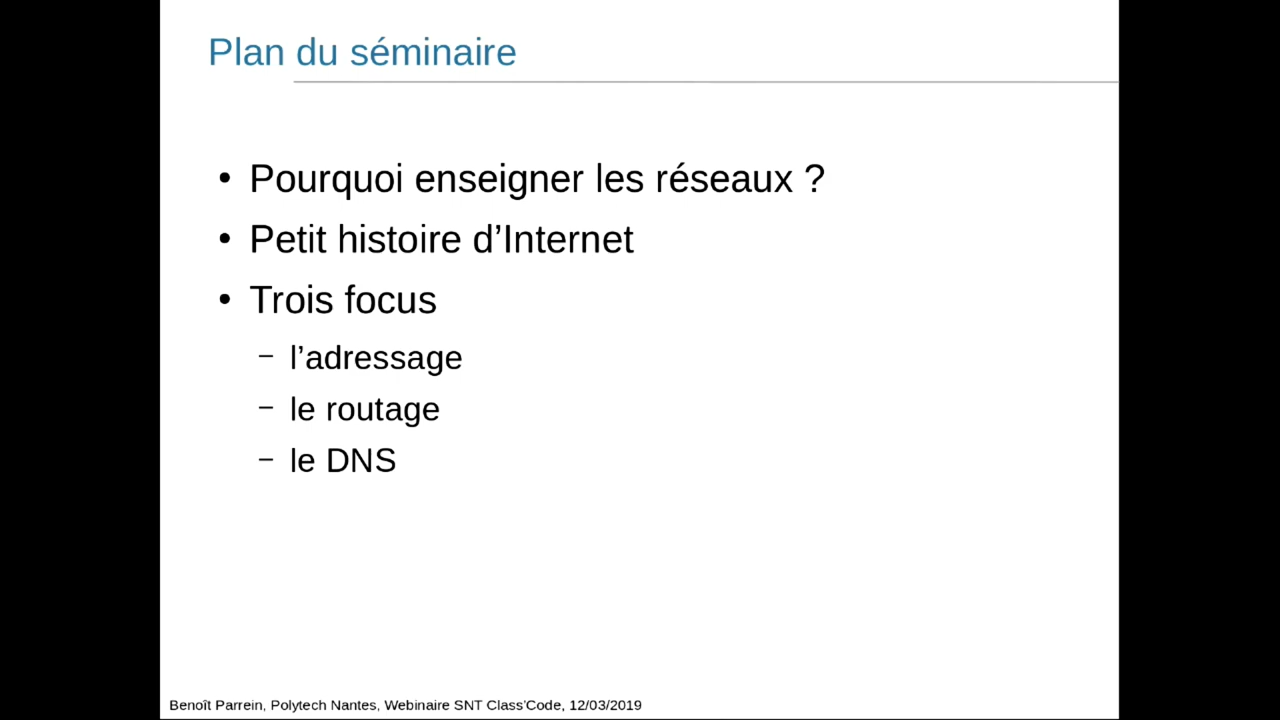 Plan du séminaire
• Pourquoi enseigner les réseaux ?
• Petit histoire d’Internet
• Trois focus
– l’adressage
– le routage
– le DNS
Benoît Parrein, Polytech Nantes, Webinaire SNT Class'Code, 12/03/2019